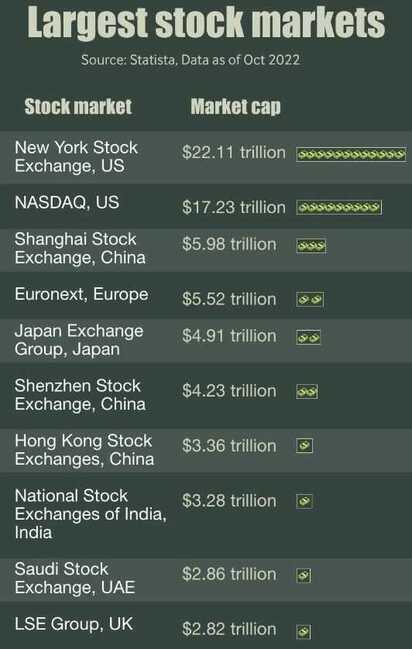 Largest stock markets
Source: Statista, Data as of Oct 2022
Stock market Market cap
New York Stock
Exchange, US
$22.11 trillion
NASDAQ, US
$17.23 trillion
Shanghai Stock
Exchange, China
$5.98 trillion
Euronext, Europe
$5.52 trillion
Japan Exchange
Group, Japan
$4.91 trillion
Shenzhen Stock
Exchange, China
$4.23 trillion
Hong Kong Stock
Exchanges, China
$3.36 trillion
National Stock
Exchanges of India,
India
$3.28 trillion
Saudi Stock
Exchange, UAE
$2.86 trillion
LSE Group, UK
$2.82 trillion